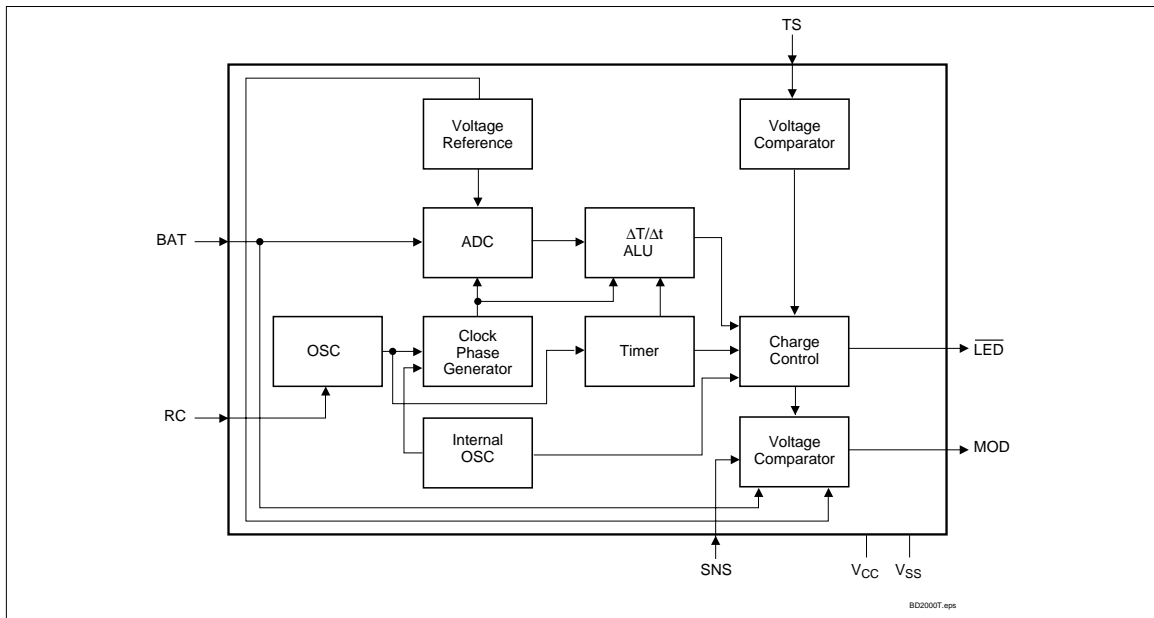 TS
Voltage
Reference
Voltage
Comparator
BAT
ADC
ΔT/Δt
ALU
OSC
Clock
Phase
Generator
Timer
Charge
Control
L̅E̅D̅
RC
Internal
OSC
Voltage
Comparator
MOD
SNS
VCC
VSS
BD2000T.eps